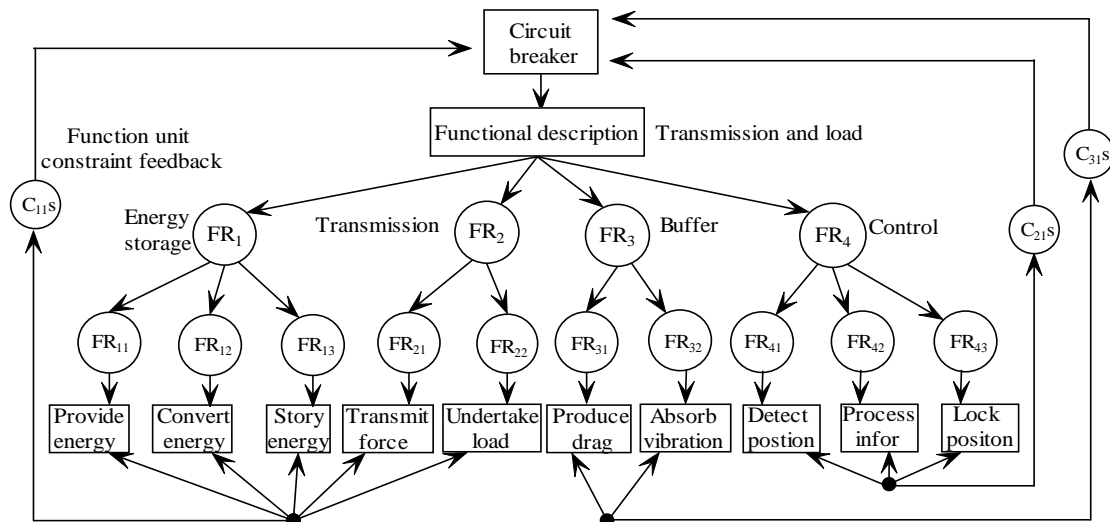 Circuit
breaker
Functional description
Transmission and load
Function unit
constraint feedback
C₃₁s
C₁₁s
C₂₁s
Energy
storage
FR₁
Transmission
FR₂
FR₃
Buffer
FR₄
Control
FR₁₁
FR₁₂
FR₁₃
FR₂₁
FR₂₂
FR₃₁
FR₃₂
FR₄₁
FR₄₂
FR₄₃
Provide
energy
Convert
energy
Story
energy
Transmit
force
Undertake
load
Produce
drag
Absorb
vibration
Detect
postion
Process
infor
Lock
positon